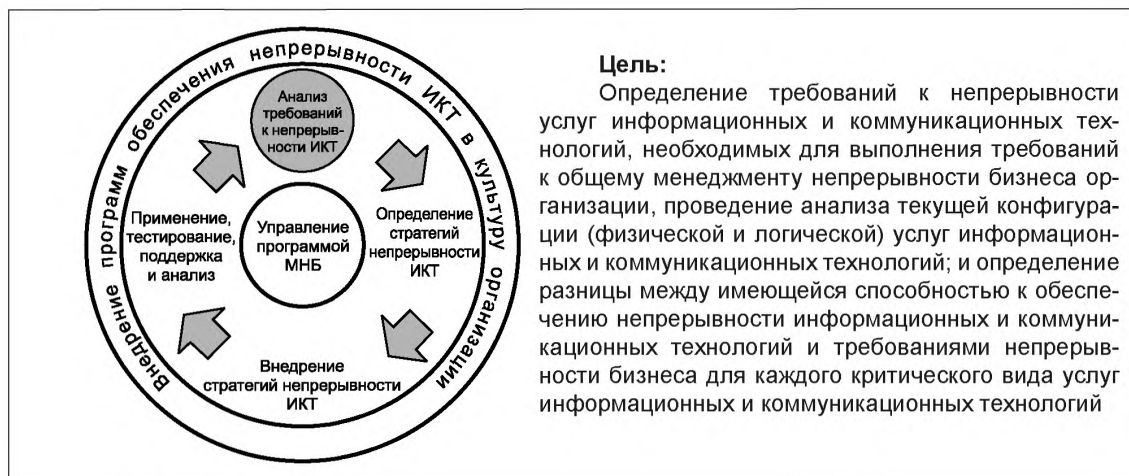 Внедрение программ обеспечения непрерывности ИКТ в культуру организации
Анализ
требований
к непрерыв-
ности ИКТ
Применение,
тестирование,
поддержка
и анализ
Управление
программой
МНБ
Определение
стратегий
непрерывности
ИКТ
Внедрение
стратегий непрерывности
ИКТ
Цель:
Определение требований к непрерывности
услуг информационных и коммуникационных тех-
нологий, необходимых для выполнения требований
к общему менеджменту непрерывности бизнеса ор-
ганизации, проведение анализа текущей конфигура-
ции (физической и логической) услуг информацион-
ных и коммуникационных технологий; и определение
разницы между имеющейся способностью к обеспе-
чению непрерывности информационных и коммуни-
кационных технологий и требованиями непрерыв-
ности бизнеса для каждого критического вида услуг
информационных и коммуникационных технологий